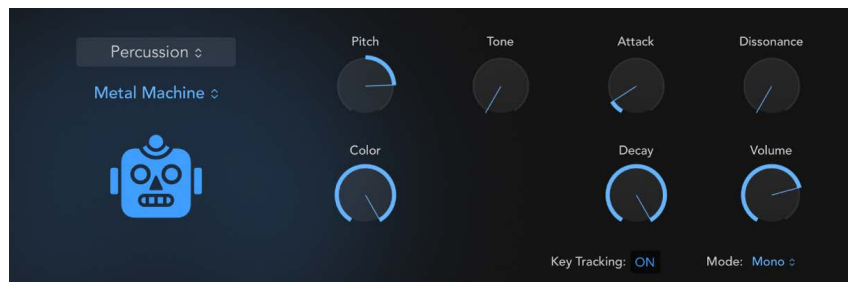 Percussion
Metal Machine
Pitch
Tone
Attack
Dissonance
Color
Decay
Volume
Key Tracking: ON
Mode: Mono